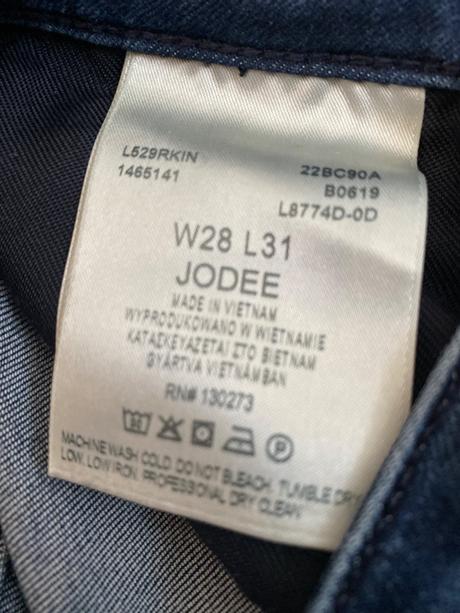 L529RKIN
1465141
22BC90A
B0619
L8774D-0D
W28 L31
JODEE
MADE IN VIETNAM
WYPRODUKOWANO W WIETNAMIE
ΚΑΤΑΣΚΕΥΑΖΕΤΑΙ ΣΤΟ ΒΙΕΤΝΑΜ
GYÁRTVA VIETNÁMBAN
RN# 130273
P
MACHINE WASH COLD. DO NOT BLEACH. TUMBLE DRY
LOW. LOW IRON. PROFESSIONAL DRY CLEAN.